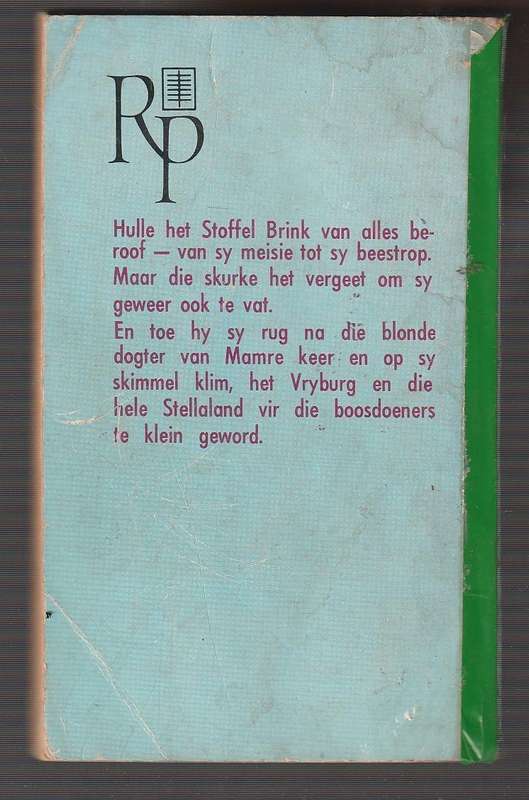 RP
Hulle het Stoffel Brink van alles be-
roof — van sy meisie tot sy beestrop.
Maar die skurke het vergeet om sy
geweer ook te vat.
En toe hy sy rug na die blonde
dogter van Mamre keer en op sy
skimmel klim, het Vryburg en die
hele Stellaland vir die boosdoeners
te klein geword.